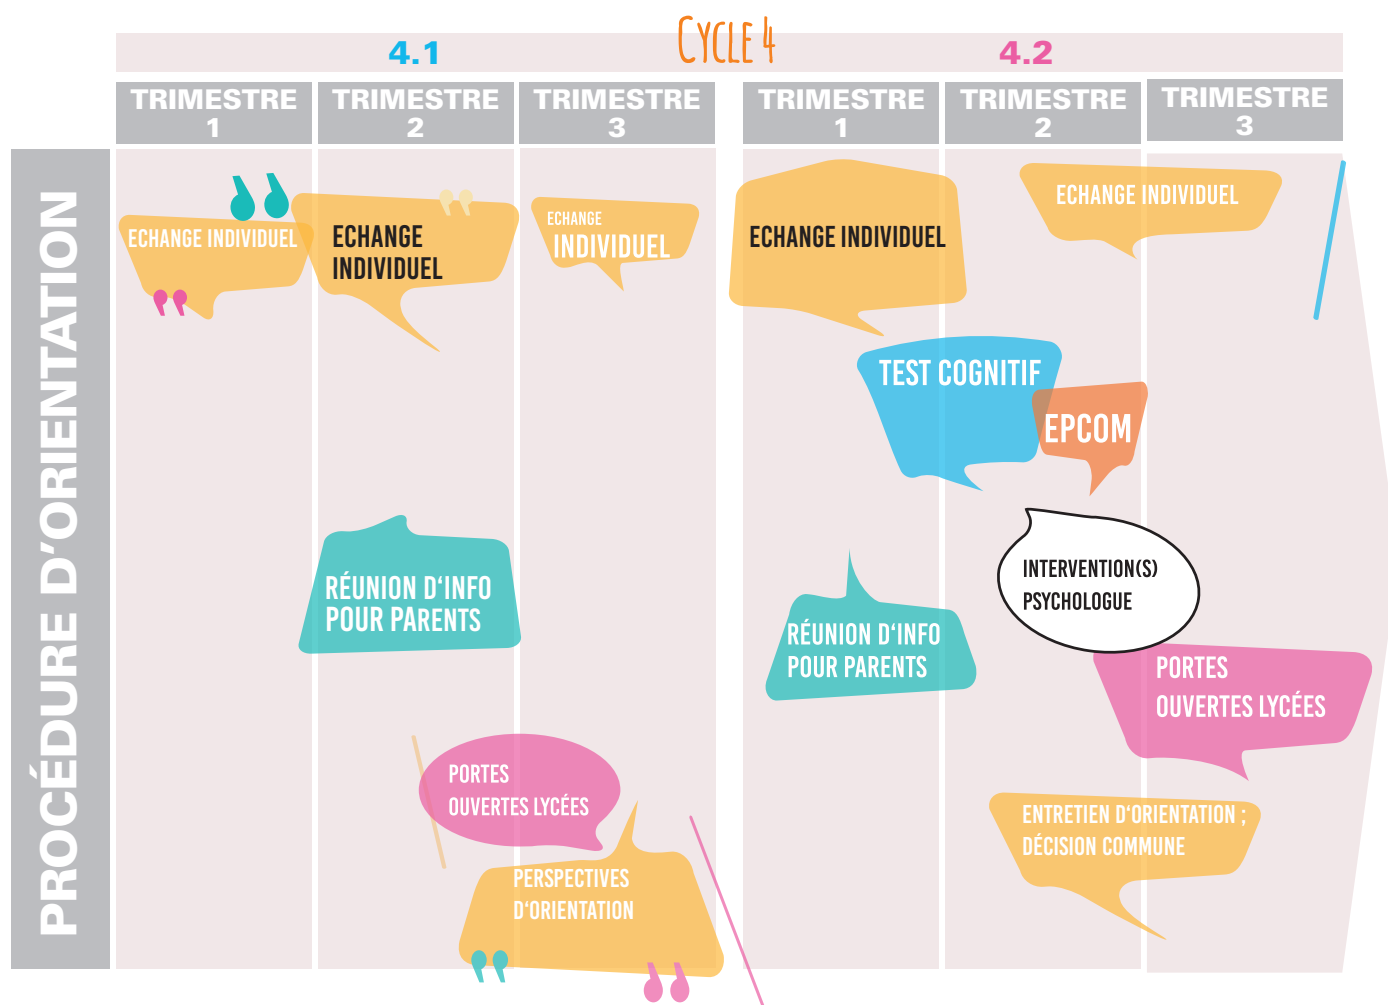 CYCLE 4
4.1
4.2
TRIMESTRE
1
TRIMESTRE
2
TRIMESTRE
3
TRIMESTRE
1
TRIMESTRE
2
TRIMESTRE
3
PROCÉDURE D’ORIENTATION
ECHANGE INDIVIDUEL
ECHANGE
INDIVIDUEL
ECHANGE
INDIVIDUEL
ECHANGE INDIVIDUEL
ECHANGE INDIVIDUEL
TEST COGNITIF
EPCOM
RÉUNION D‘INFO
POUR PARENTS
INTERVENTION(S)
PSYCHOLOGUE
RÉUNION D‘INFO
POUR PARENTS
PORTES
OUVERTES LYCÉES
PORTES
OUVERTES LYCÉES
PERSPECTIVES
D‘ORIENTATION
ENTRETIEN D‘ORIENTATION ;
DÉCISION COMMUNE